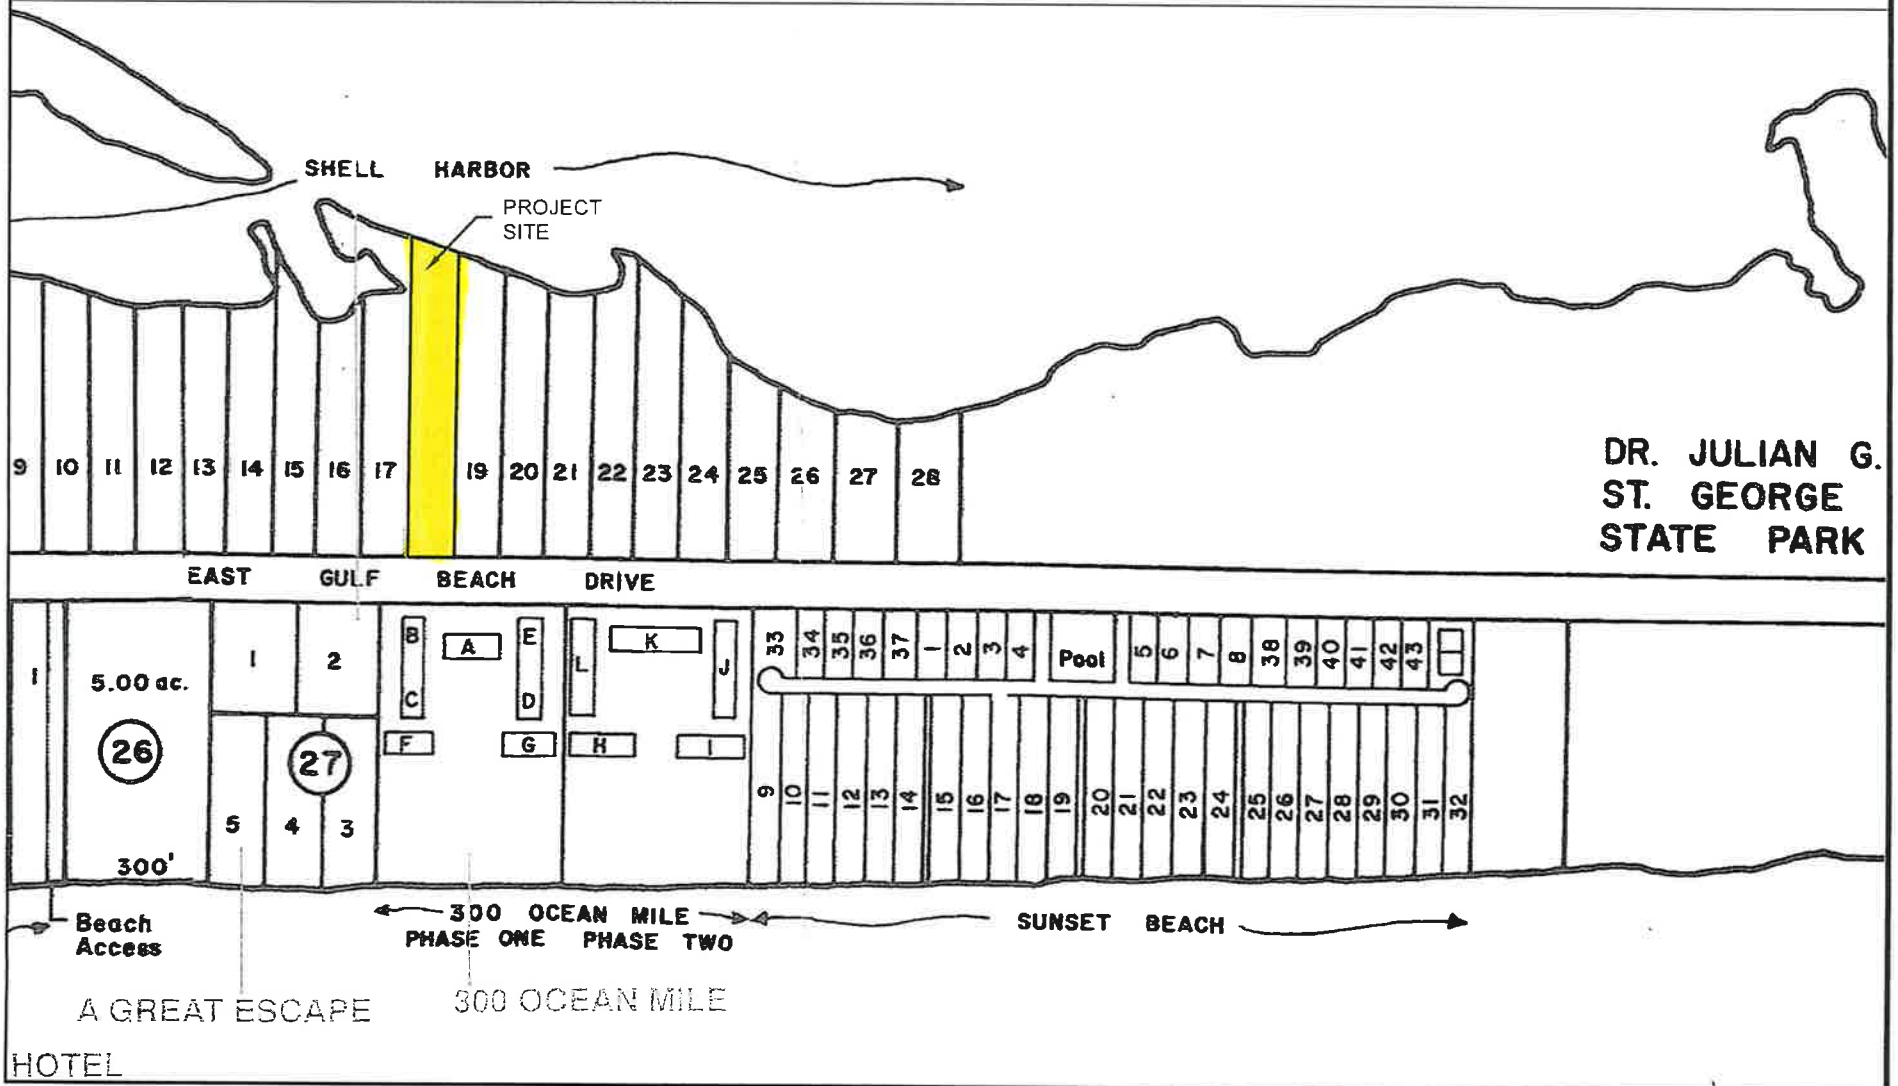 SHELL HARBOR
PROJECT
SITE
9 10 11 12 13 14 15 16 17 19 20 21 22 23 24 25 26 27 28
DR. JULIAN G.
ST. GEORGE
STATE PARK
EAST GULF BEACH DRIVE
1
5.00 ac.
26
300'
1 2
27
5 4 3
B A E
C D
F G
L K J
H I
33 34 35 36 37 1 2 3 4 Pool 5 6 7 8 38 39 40 41 42 43
9 10 11 12 13 14 15 16 17 18 19 20 21 22 23 24 25 26 27 28 29 30 31 32
Beach
Access
300 OCEAN MILE
PHASE ONE PHASE TWO
SUNSET BEACH
A GREAT ESCAPE
300 OCEAN MILE
HOTEL